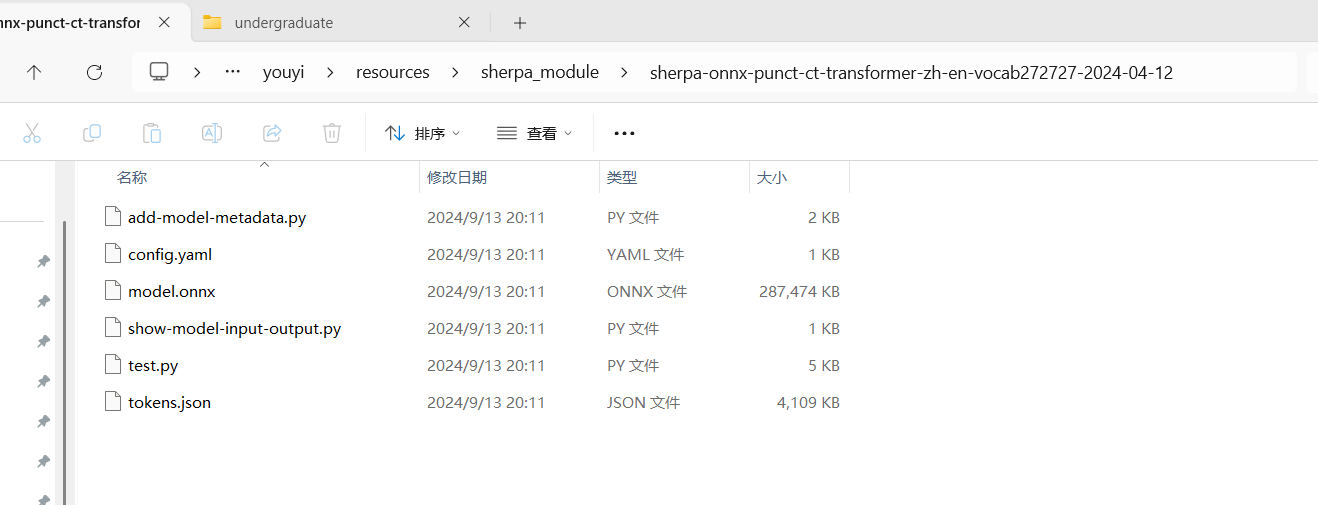 nnx-punct-ct-transfor undergraduate
youyi resources sherpa_module sherpa-onnx-punct-ct-transformer-zh-en-vocab272727-2024-04-12
排序 查看
名称 修改日期 类型 大小
add-model-metadata.py 2024/9/13 20:11 PY 文件 2 KB
config.yaml 2024/9/13 20:11 YAML 文件 1 KB
model.onnx 2024/9/13 20:11 ONNX 文件 287,474 KB
show-model-input-output.py 2024/9/13 20:11 PY 文件 1 KB
test.py 2024/9/13 20:11 PY 文件 5 KB
tokens.json 2024/9/13 20:11 JSON 文件 4,109 KB